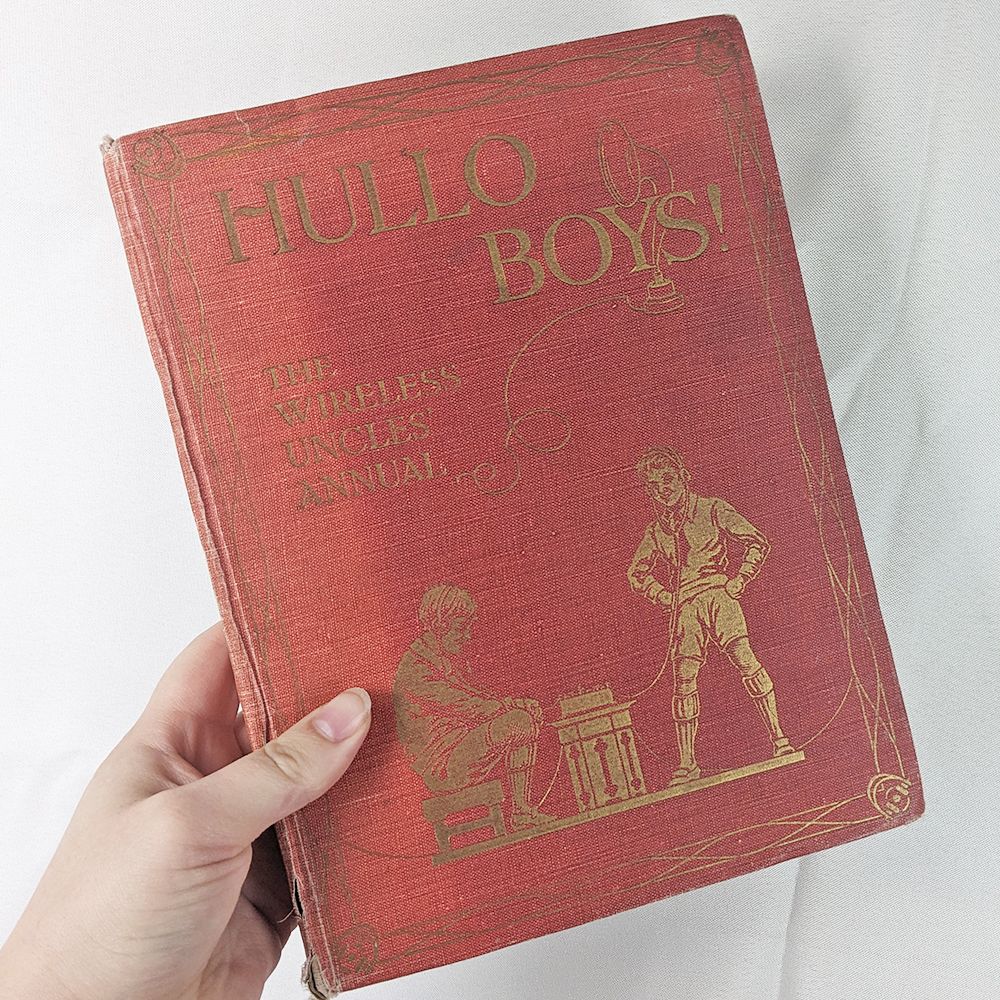 HULLO
BOYS!
THE
WIRELESS
UNCLES'
ANNUAL